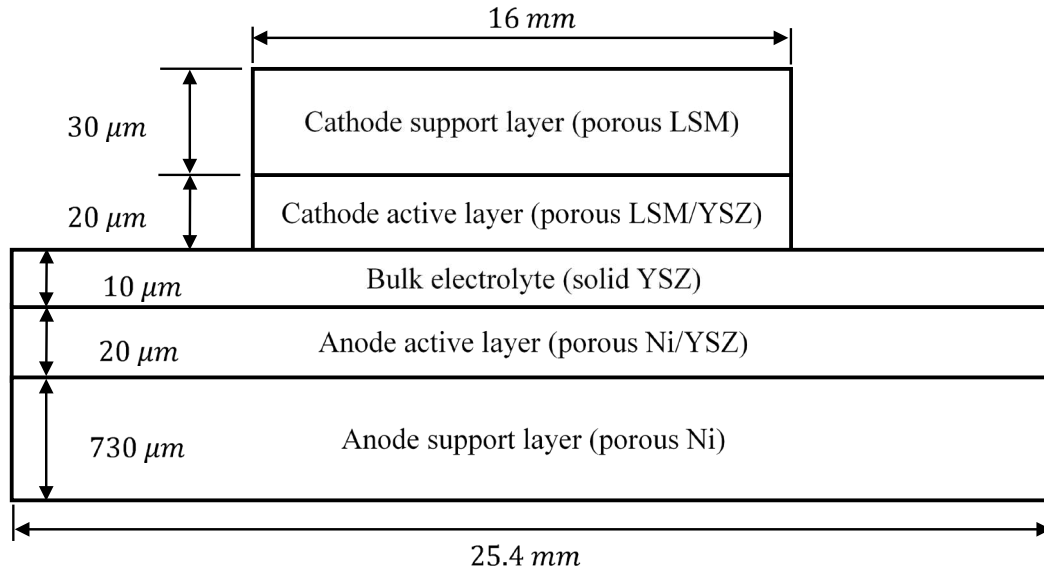 16 mm
Cathode support layer (porous LSM)
30 μm
Cathode active layer (porous LSM/YSZ)
20 μm
Bulk electrolyte (solid YSZ)
10 μm
Anode active layer (porous Ni/YSZ)
20 μm
Anode support layer (porous Ni)
730 μm
25.4 mm